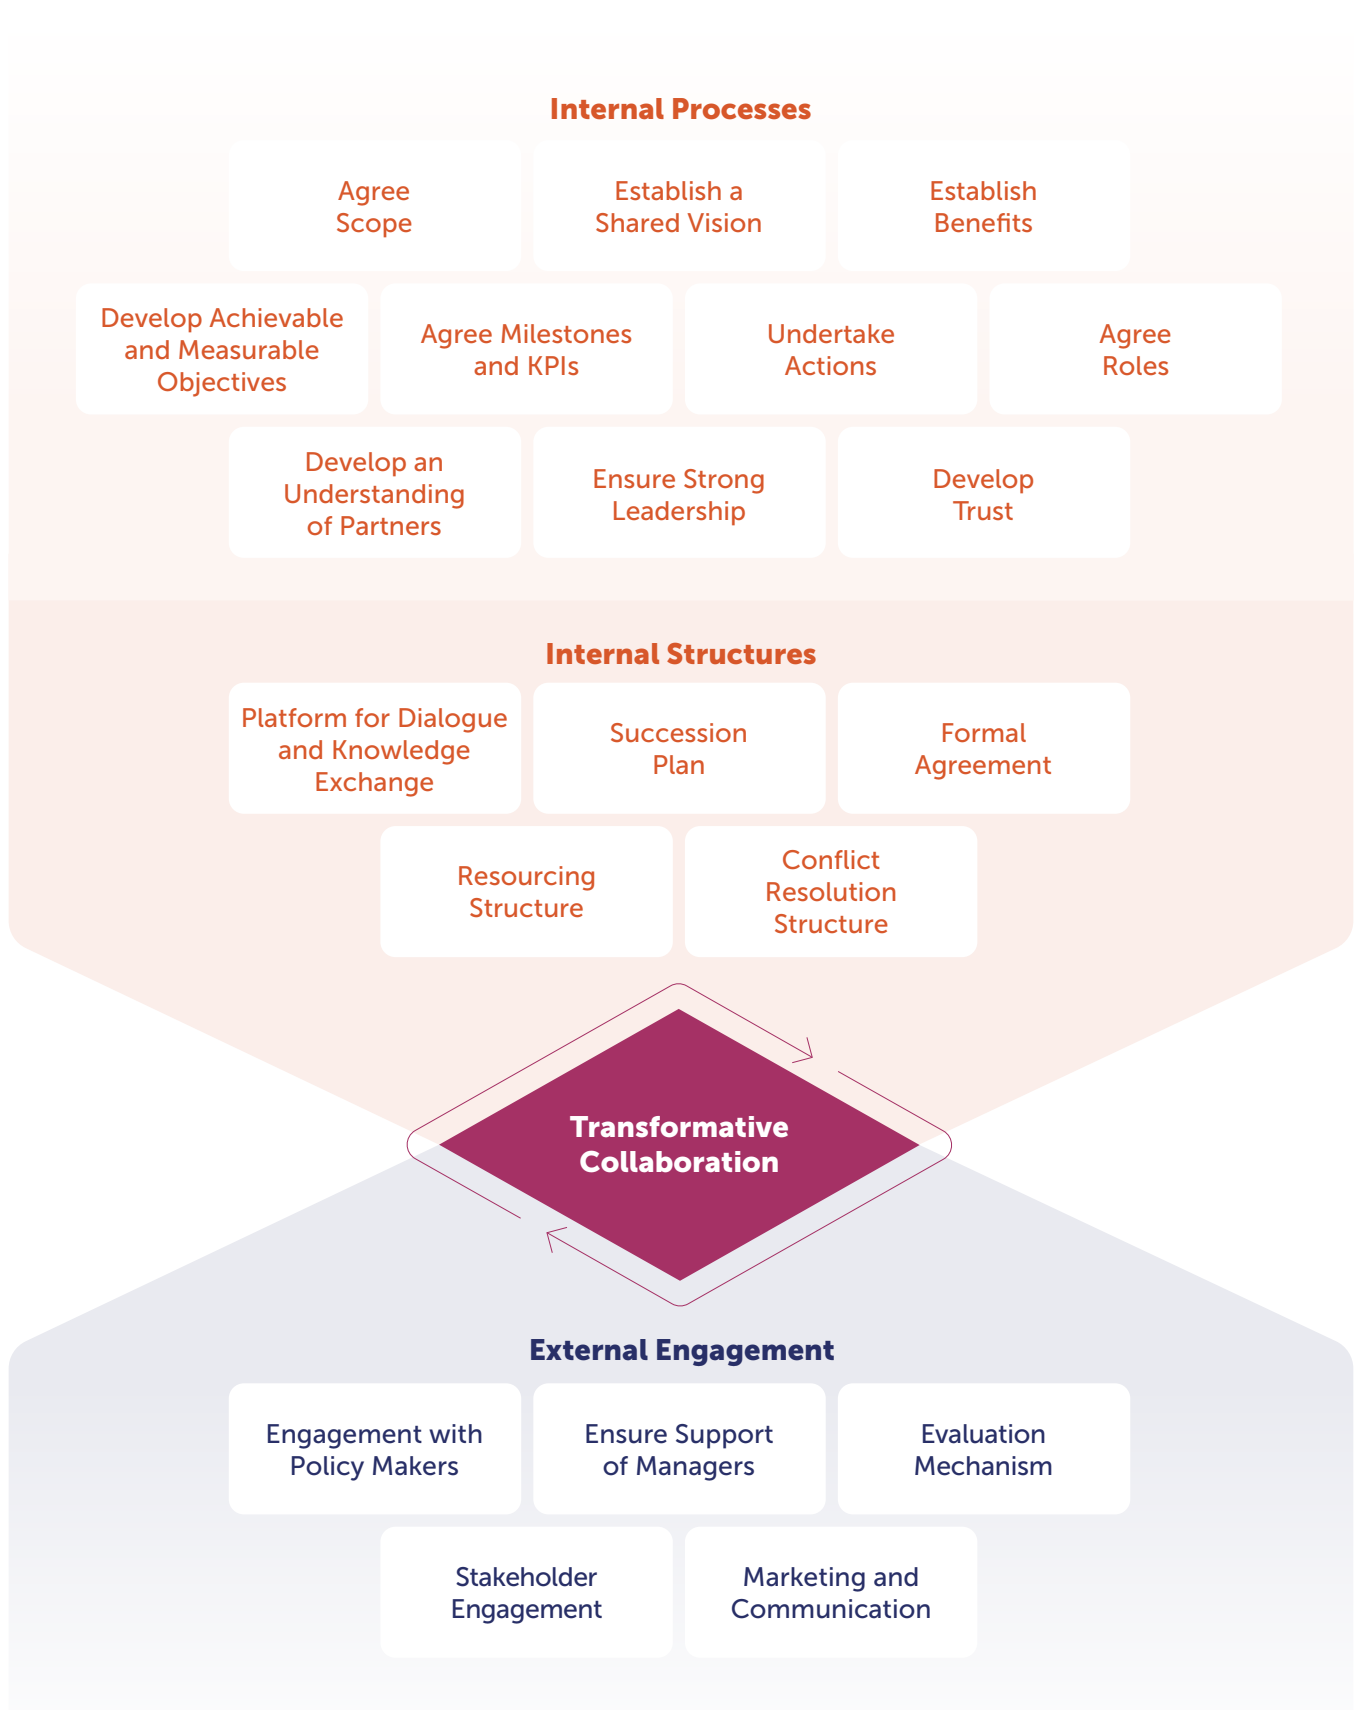 Internal Processes
Agree
Scope
Establish a
Shared Vision
Establish
Benefits
Develop Achievable
and Measurable
Objectives
Agree Milestones
and KPIs
Undertake
Actions
Agree
Roles
Develop an
Understanding
of Partners
Ensure Strong
Leadership
Develop
Trust
Internal Structures
Platform for Dialogue
and Knowledge
Exchange
Succession
Plan
Formal
Agreement
Resourcing
Structure
Conflict
Resolution
Structure
Transformative
Collaboration
External Engagement
Engagement with
Policy Makers
Ensure Support
of Managers
Evaluation
Mechanism
Stakeholder
Engagement
Marketing and
Communication